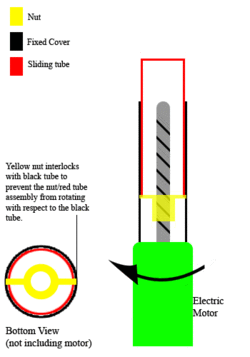 Nut
Fixed Cover
Sliding tube
Yellow nut interlocks
with black tube to
prevent the nut/red tube
assembly from rotating
with respect to the black
tube.
Electric
Motor
Bottom View
(not including motor)